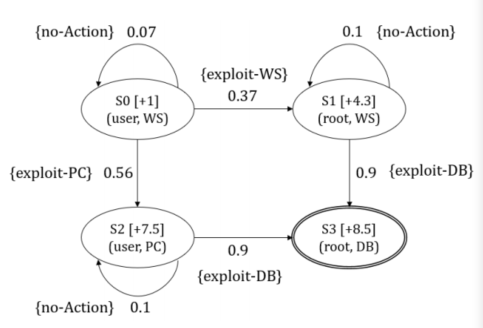 {no-Action} 0.07
0.1 {no-Action}
{exploit-WS}
0.37
S0 [+1]
(user, WS)
S1 [+4.3]
(root, WS)
{exploit-PC} 0.56
0.9 {exploit-DB}
S2 [+7.5]
(user, PC)
S3 [+8.5]
(root, DB)
0.9
{exploit-DB}
{no-Action} 0.1